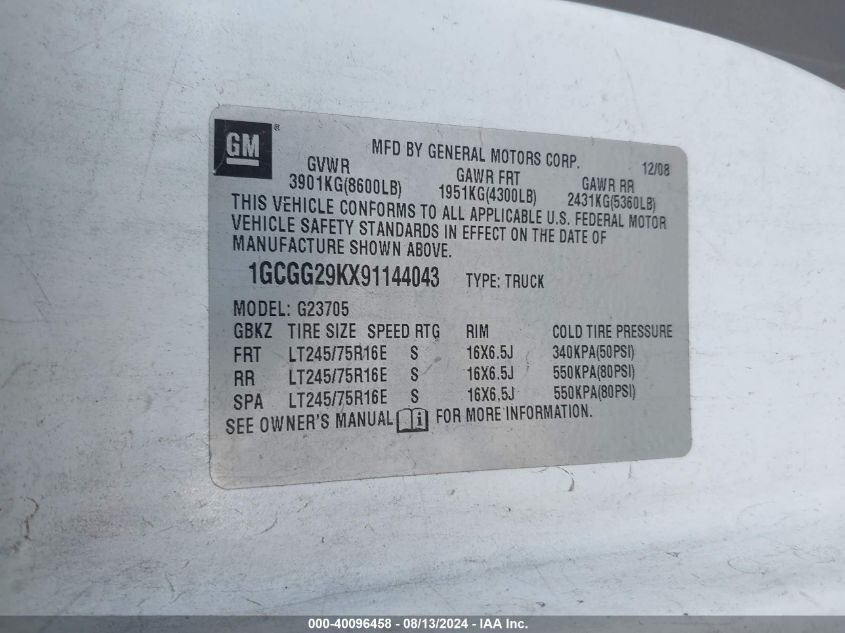 GM ®
MFD BY GENERAL MOTORS CORP. 12/08
GVWR GAWR FRT GAWR RR
3901KG(8600LB) 1951KG(4300LB) 2431KG(5360LB)
THIS VEHICLE CONFORMS TO ALL APPLICABLE U.S. FEDERAL MOTOR
VEHICLE SAFETY STANDARDS IN EFFECT ON THE DATE OF
MANUFACTURE SHOWN ABOVE.
1GCGG29KX91144043 TYPE: TRUCK
MODEL: G23705
GBKZ TIRE SIZE SPEED RTG RIM COLD TIRE PRESSURE
FRT LT245/75R16E S 16X6.5J 340KPA(50PSI)
RR LT245/75R16E S 16X6.5J 550KPA(80PSI)
SPA LT245/75R16E S 16X6.5J 550KPA(80PSI)
SEE OWNER'S MANUAL i FOR MORE INFORMATION.
000-40096458 - 08/13/2024 - IAA Inc.